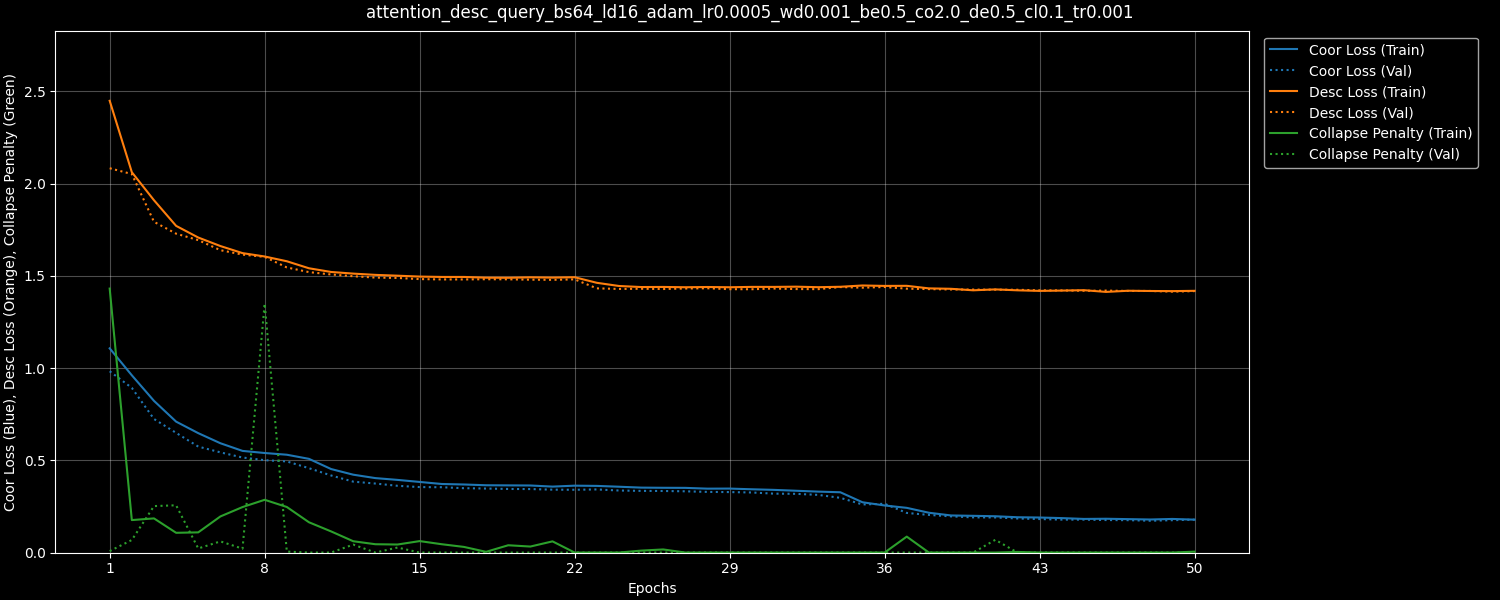 attention_desc_query_bs64_ld16_adam_lr0.0005_wd0.001_be0.5_co2.0_de0.5_cl0.1_tr0.001
Coor Loss (Blue), Desc Loss (Orange), Collapse Penalty (Green)
2.5
2.0
1.5
1.0
0.5
0.0
1 8 15 22 29 36 43 50
Epochs
Coor Loss (Train)
Coor Loss (Val)
Desc Loss (Train)
Desc Loss (Val)
Collapse Penalty (Train)
Collapse Penalty (Val)